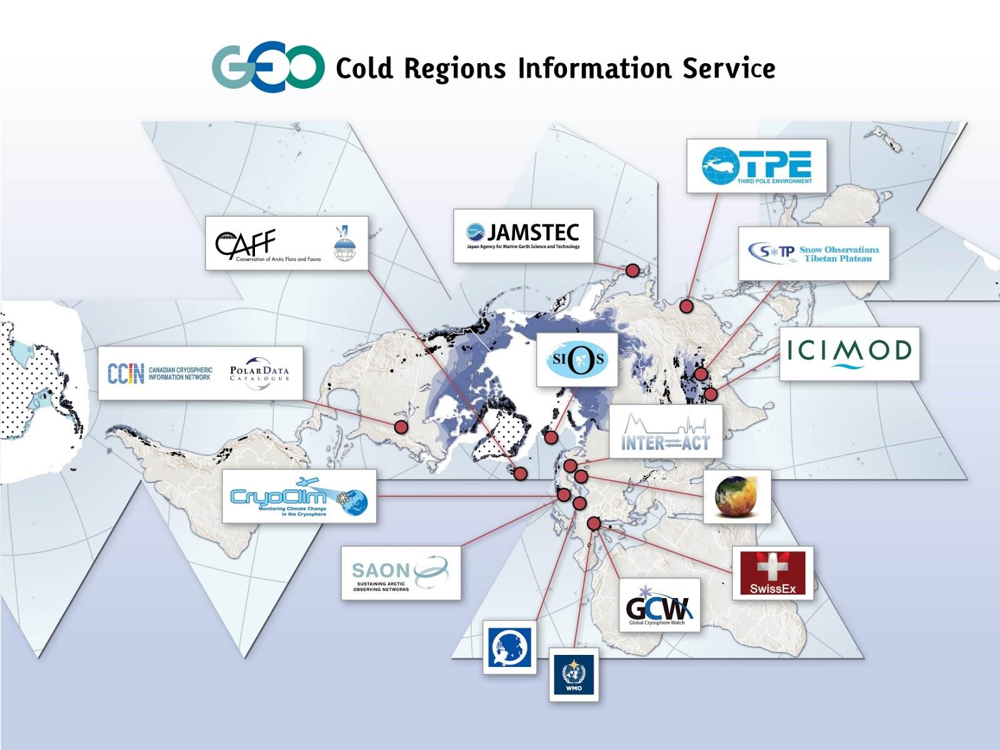 GEO Cold Regions Information Service
TPE
THIRD POLE ENVIRONMENT
CAFF
Conservation of Arctic Flora and Fauna
JAMSTEC
Japan Agency for Marine-Earth Science and Technology
SOTP Snow Observations
Tibetan Plateau
ICIMOD
SIOS
CCIN CANADIAN CRYOSPHERIC
INFORMATION NETWORK
POLAR DATA
CATALOGUE
INTERACT
CryoClim
Monitoring Climate Change
in the Cryosphere
SAON
SUSTAINING ARCTIC
OBSERVING NETWORKS
SwissEx
GCW
Global Cryosphere Watch
WMO